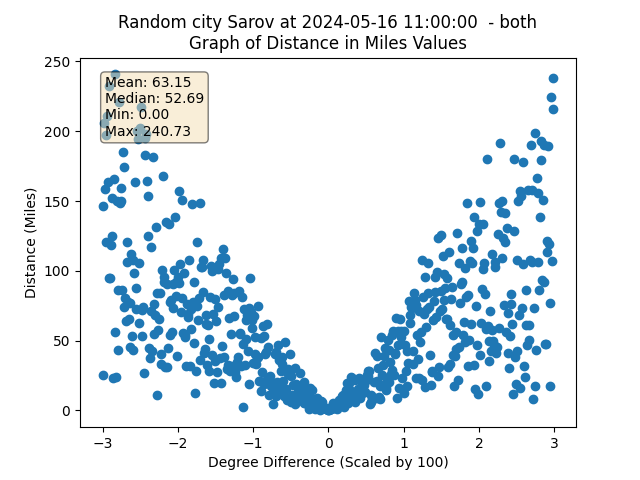 Random city Sarov at 2024-05-16 11:00:00  - both
Graph of Distance in Miles Values
250
200
150
100
50
0
Distance (Miles)
Mean: 63.15
Median: 52.69
Min: 0.00
Max: 240.73
−3
−2
−1
0
1
2
3
Degree Difference (Scaled by 100)